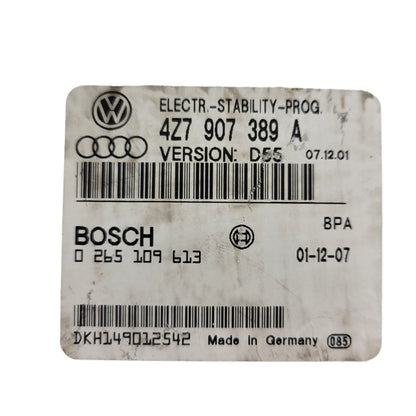 ELECTR.-STABILITY-PROG.
4Z7 907 389 A
VERSION: D55 07.12.01
BPA
BOSCH
0 265 109 613 01-12-07
DKH149012542 Made in Germany 085